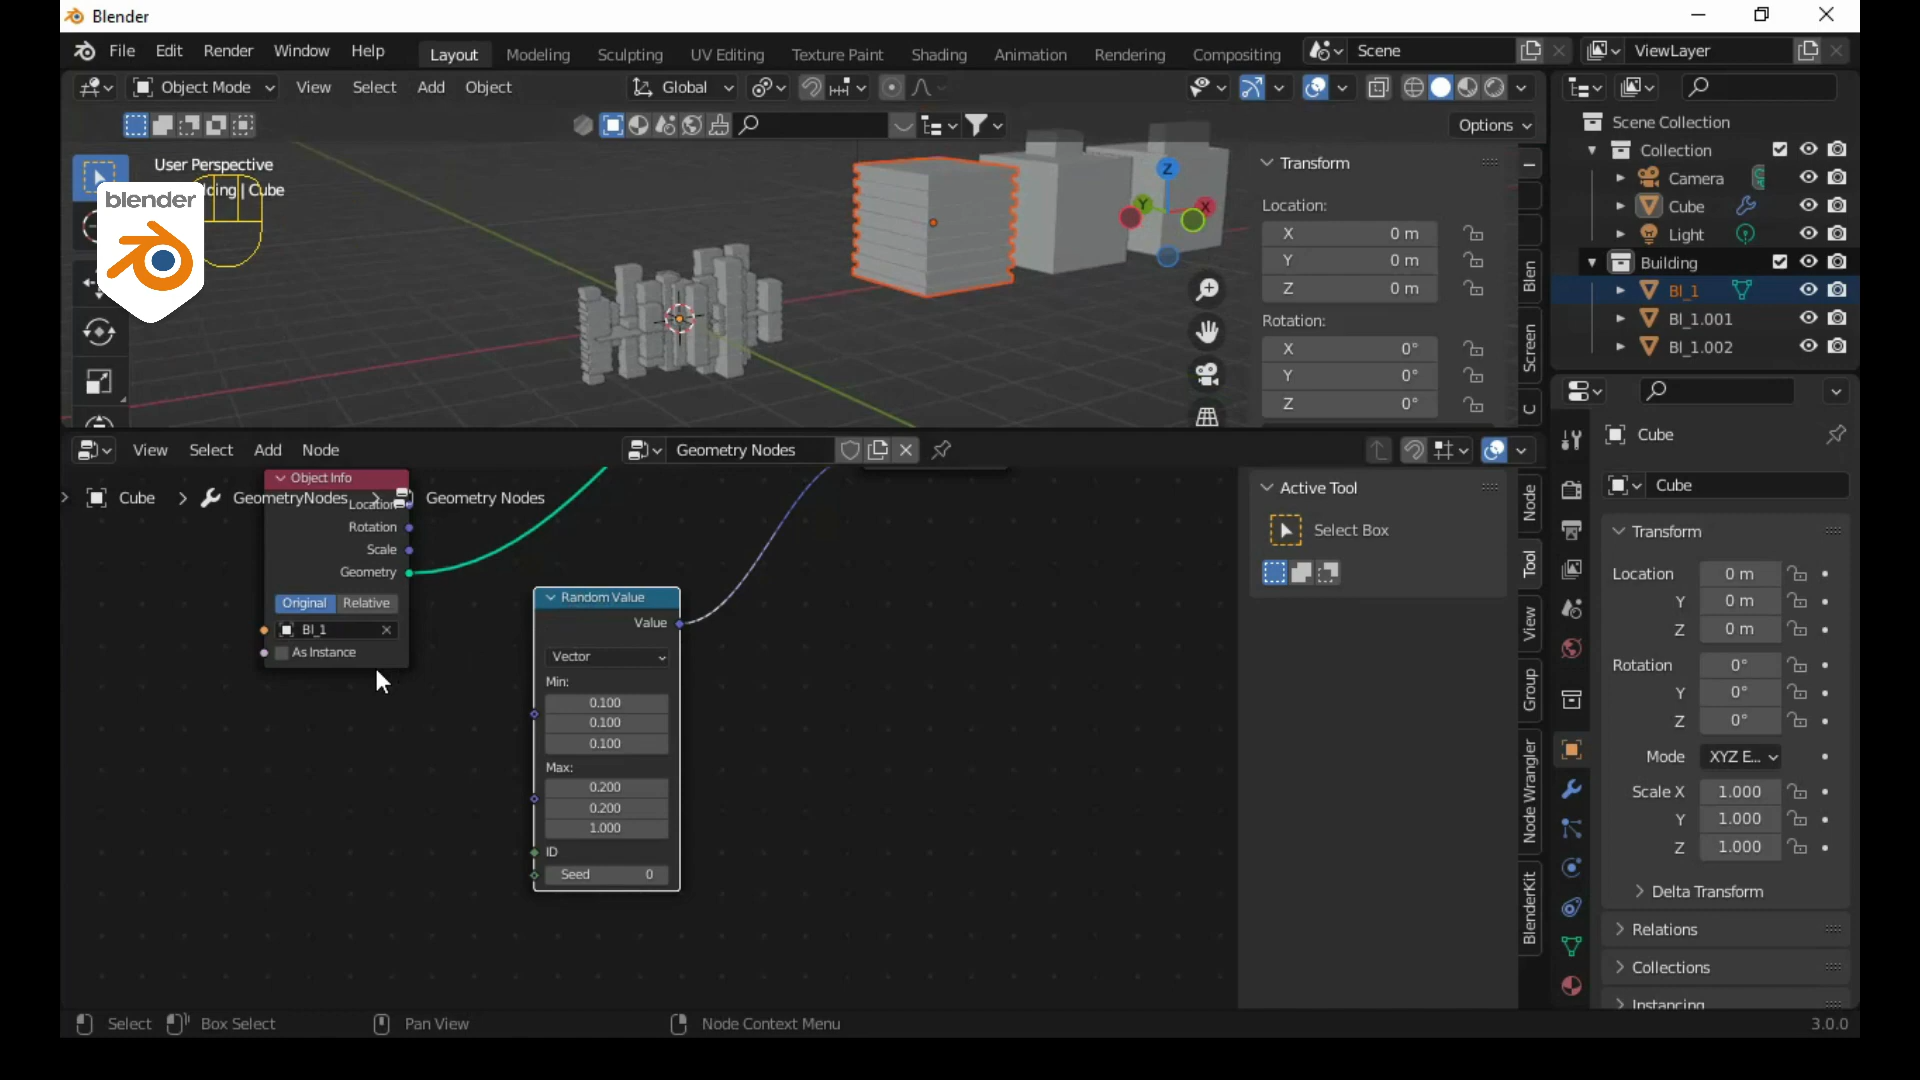 Blender
File Edit Render Window Help
Layout Modeling Sculpting UV Editing Texture Paint Shading Animation Rendering Compositing
Scene
ViewLayer
Object Mode View Select Add Object
Global
Options
User Perspective
ding | Cube
blender
Z
Y
X
Transform
Location:
X 0 m
Y 0 m
Z 0 m
Rotation:
X 0°
Y 0°
Z 0°
Blen
Screen
C
Scene Collection
Collection
Camera
Cube
Light
Building
BI_1
BI_1.001
BI_1.002
View Select Add Node
Geometry Nodes
Cube > GeometryNodes > Geometry Nodes
Object Info
Location
Rotation
Scale
Geometry
Original Relative
BI_1
As Instance
Random Value
Value
Vector
Min:
0.100
0.100
0.100
Max:
0.200
0.200
1.000
ID
Seed 0
Active Tool
Select Box
Node
Tool
View
Group
Node Wrangler
BlenderKit
Cube
Cube
Transform
Location 0 m
Y 0 m
Z 0 m
Rotation 0°
Y 0°
Z 0°
Mode XYZ E...
Scale X 1.000
Y 1.000
Z 1.000
Delta Transform
Relations
Collections
Instancing
Select Box Select Pan View Node Context Menu
3.0.0